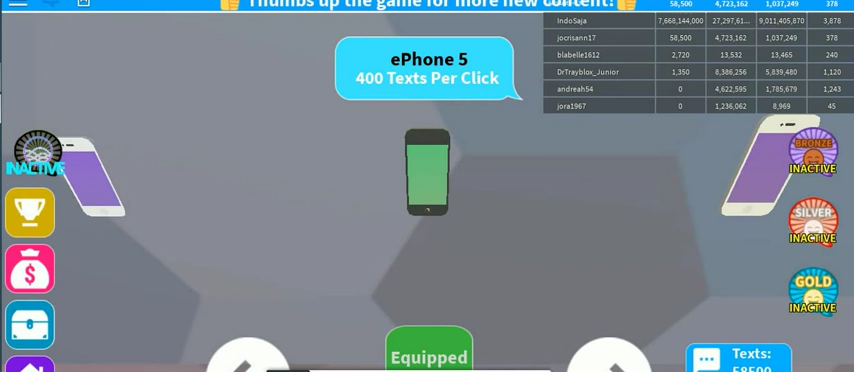 Thumbs up the game for more new content!
58,500 4,723,162 1,037,249 378
IndoSaja 7,668,144,000 27,297,61... 9,011,405,870 3,878
jocrisann17 58,500 4,723,162 1,037,249 378
blabelle1612 2,720 13,532 13,465 240
DrTrayblox_Junior 1,350 8,386,256 5,839,480 1,120
andreah54 0 4,622,595 1,785,679 1,243
jora1967 0 1,236,062 8,969 45
ePhone 5
400 Texts Per Click
INACTIVE
BRONZE
INACTIVE
SILVER
INACTIVE
GOLD
INACTIVE
$
Equipped
Texts:
58500